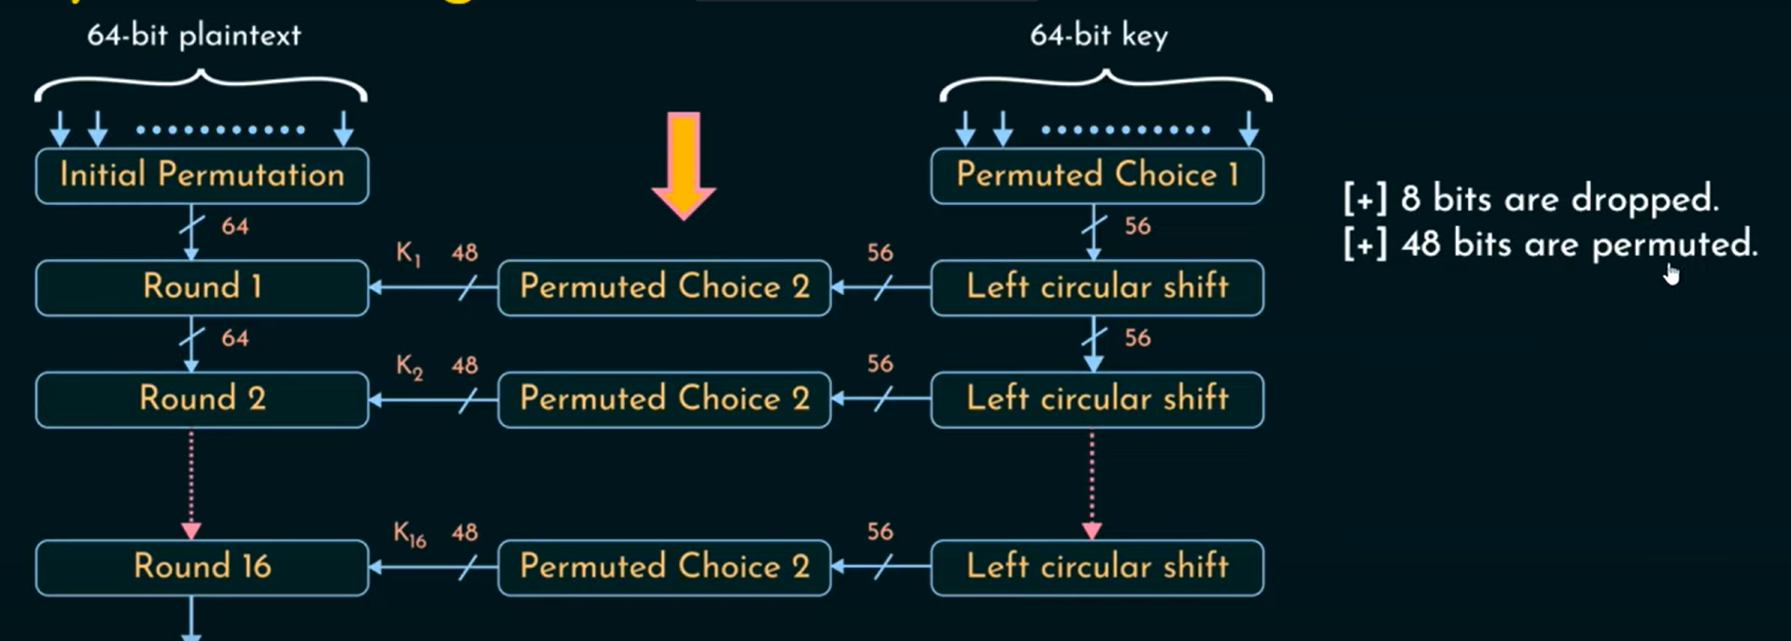 64-bit plaintext
64-bit key
Initial Permutation
Permuted Choice 1
[+] 8 bits are dropped.
[+] 48 bits are permuted.
64
56
K₁ 48
56
Round 1
Permuted Choice 2
Left circular shift
64
56
K₂ 48
56
Round 2
Permuted Choice 2
Left circular shift
K₁₆ 48
56
Round 16
Permuted Choice 2
Left circular shift